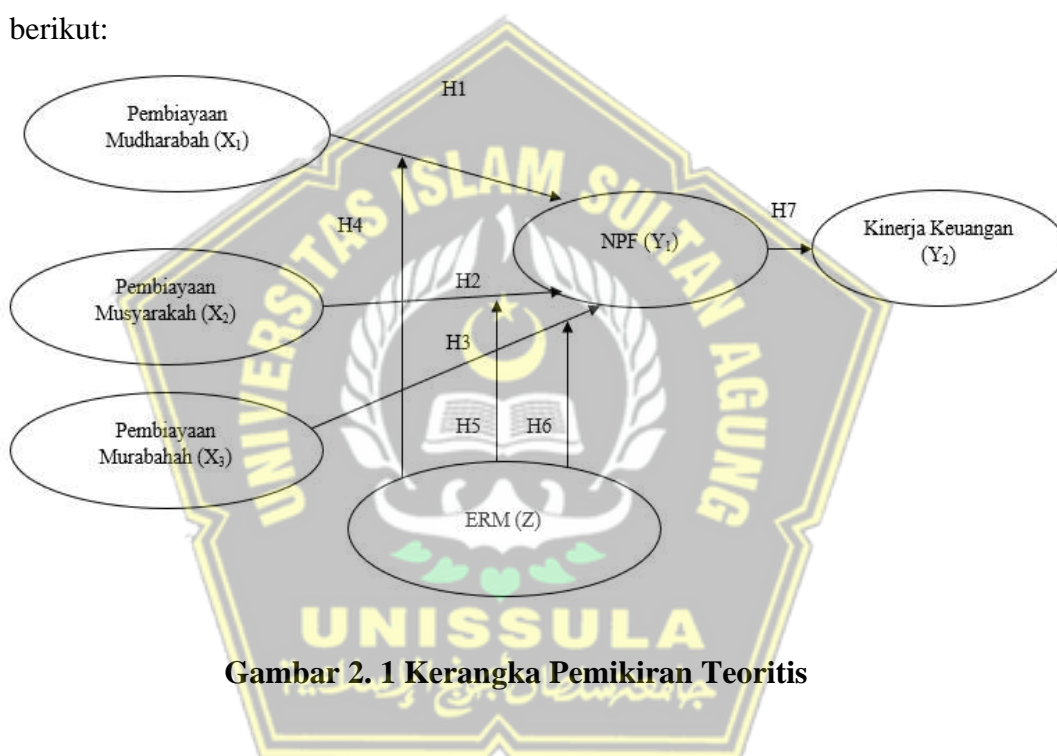 berikut:
H1
Pembiayaan
Mudharabah (X₁)
H4
NPF (Y₁)
H7
Kinerja Keuangan
(Y₂)
Pembiayaan
Musyarakah (X₂)
H2
H3
Pembiayaan
Murabahah (X₃)
H5
H6
ERM (Z)
UNIVERSITAS ISLAM SULTAN AGUNG
UNISSULA
Gambar 2. 1 Kerangka Pemikiran Teoritis